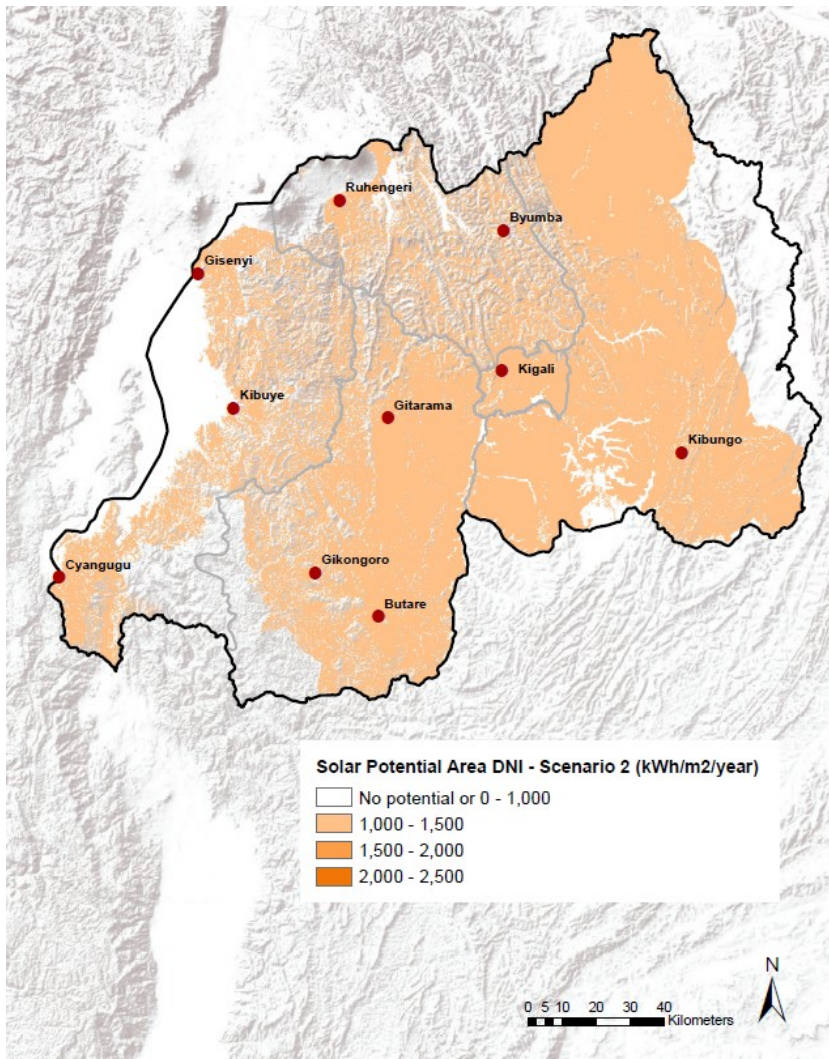 Ruhengeri
Byumba
Gisenyi
Kigali
Kibuye
Gitarama
Kibungo
Cyangugu
Gikongoro
Butare
Solar Potential Area DNI - Scenario 2 (kWh/m2/year)
No potential or 0 - 1,000
1,000 - 1,500
1,500 - 2,000
2,000 - 2,500
N
0 5 10 20 30 40
Kilometers